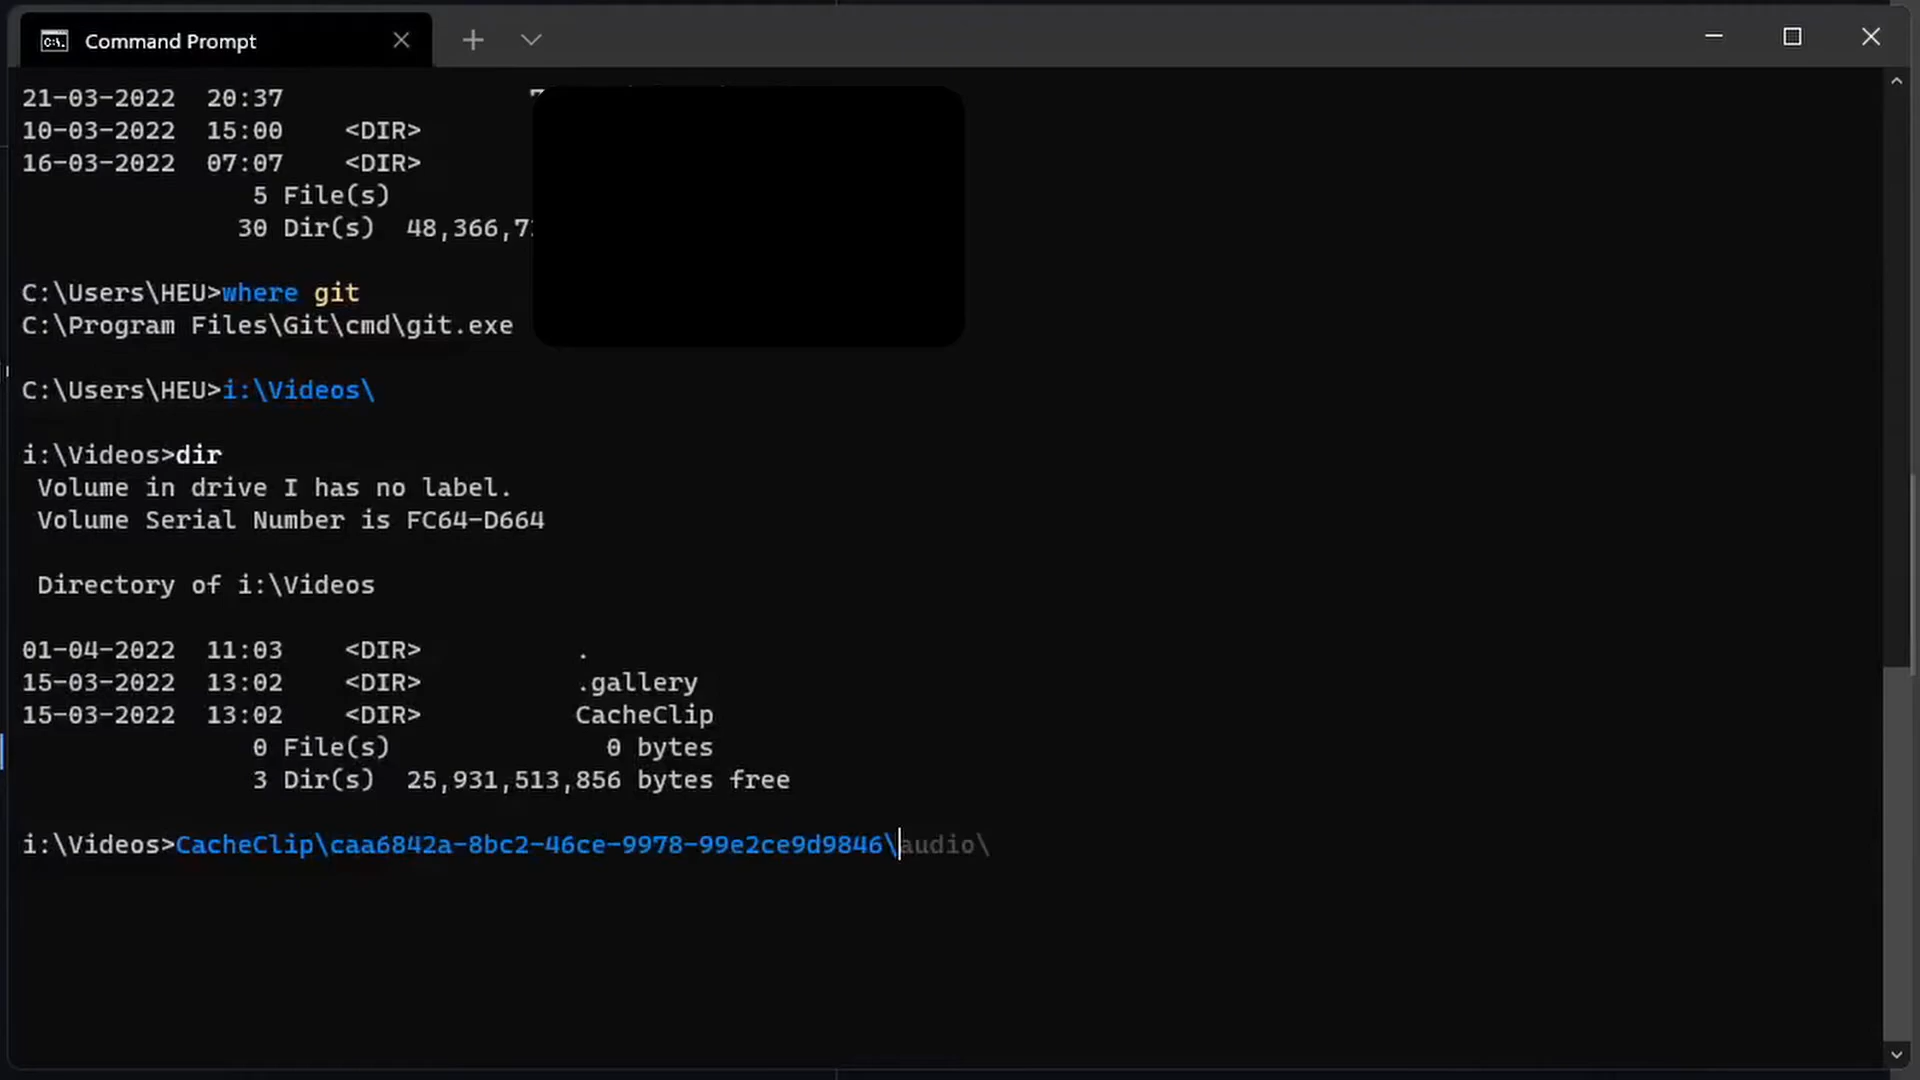 Command Prompt
21-03-2022  20:37
10-03-2022  15:00    <DIR>
16-03-2022  07:07    <DIR>
5 File(s)
30 Dir(s)  48,366,7
C:\Users\HEU>where git
C:\Program Files\Git\cmd\git.exe
C:\Users\HEU>i:\Videos\
i:\Videos>dir
Volume in drive I has no label.
Volume Serial Number is FC64-D664
Directory of i:\Videos
01-04-2022  11:03    <DIR>          .
15-03-2022  13:02    <DIR>          .gallery
15-03-2022  13:02    <DIR>          CacheClip
0 File(s)              0 bytes
3 Dir(s)  25,931,513,856 bytes free
i:\Videos>CacheClip\caa6842a-8bc2-46ce-9978-99e2ce9d9846\audio\